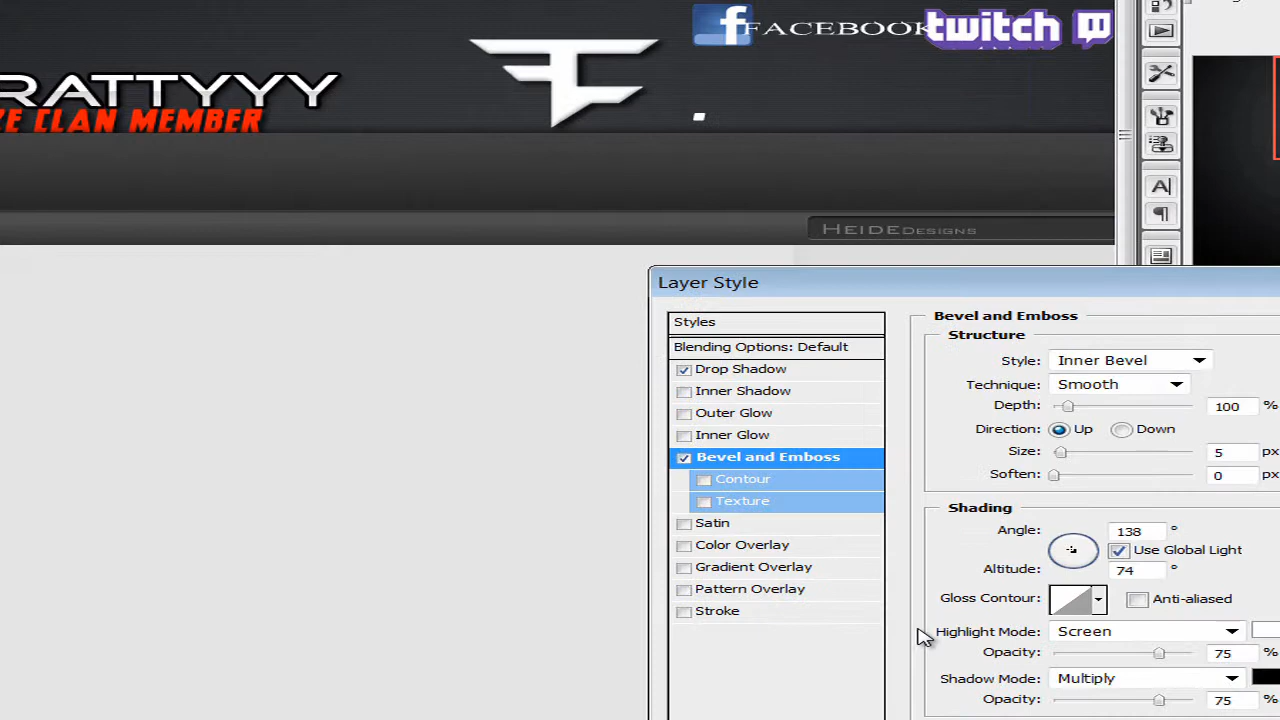 FACEBOOK
twitch
RATTYYY
ZE CLAN MEMBER
.
HEIDEDESIGNS
Layer Style
Styles
Blending Options: Default
Drop Shadow
Inner Shadow
Outer Glow
Inner Glow
Bevel and Emboss
Contour
Texture
Satin
Color Overlay
Gradient Overlay
Pattern Overlay
Stroke
Bevel and Emboss
Structure
Style: Inner Bevel
Technique: Smooth
Depth: 100 %
Direction: Up Down
Size: 5 px
Soften: 0 px
Shading
Angle: 138 °
Use Global Light
Altitude: 74 °
Gloss Contour: Anti-aliased
Highlight Mode: Screen
Opacity: 75 %
Shadow Mode: Multiply
Opacity: 75 %